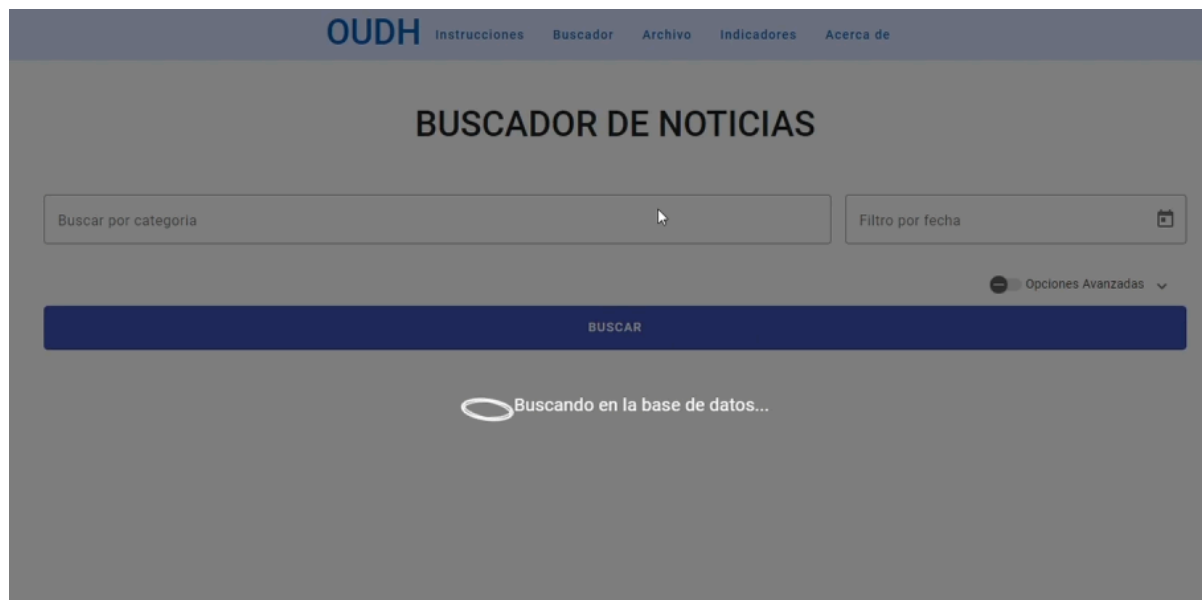 OUDH Instrucciones Buscador Archivo Indicadores Acerca de
BUSCADOR DE NOTICIAS
Buscar por categoria Filtro por fecha
Opciones Avanzadas
BUSCAR
Buscando en la base de datos...